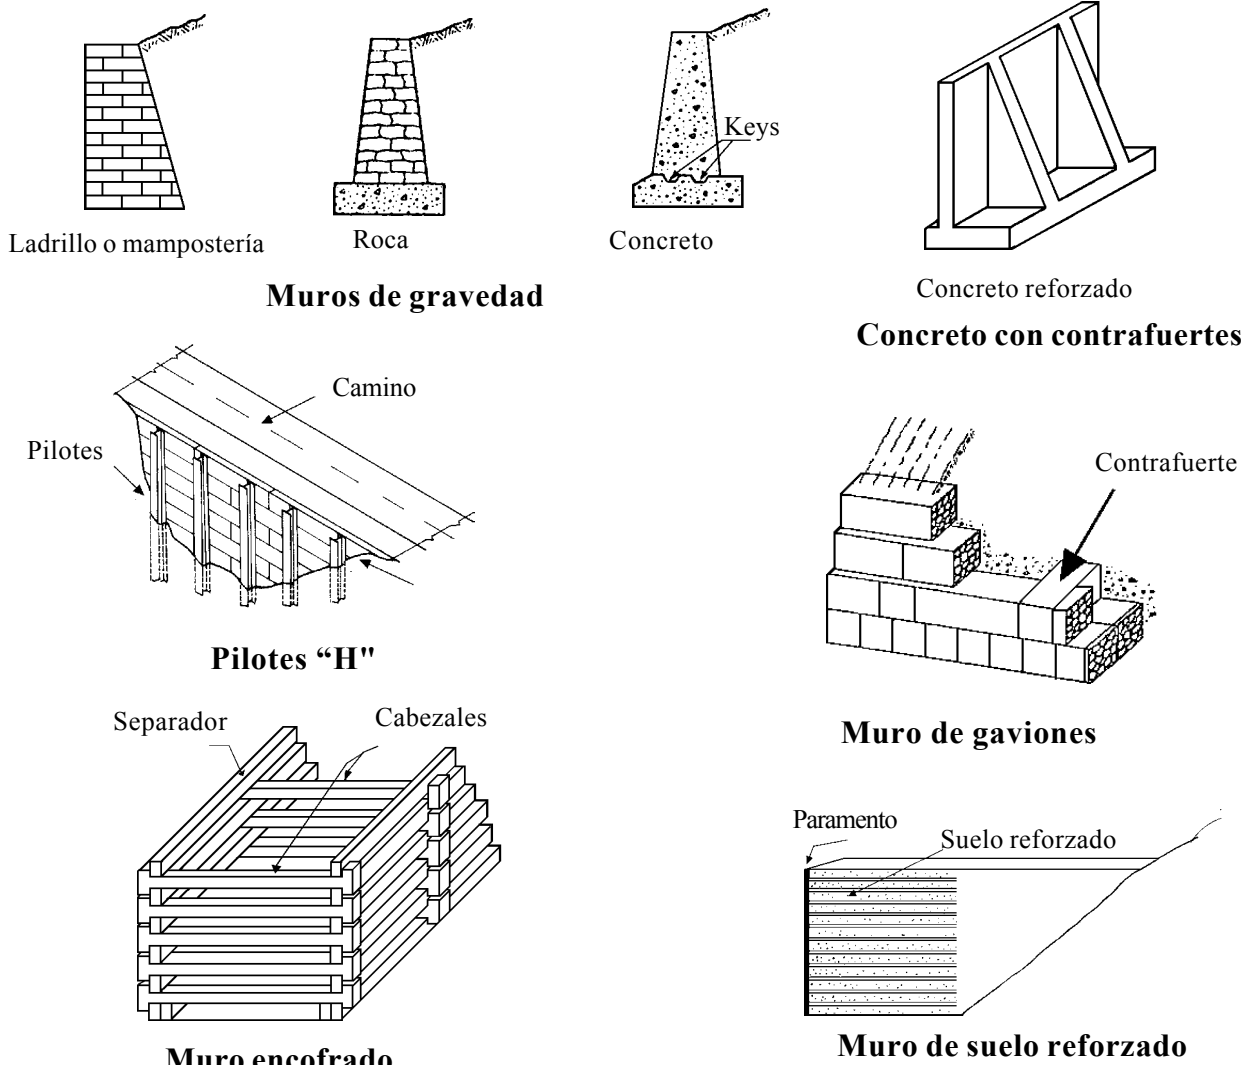 Keys
Ladrillo o mampostería
Roca
Concreto
Muros de gravedad
Concreto reforzado
Concreto con contrafuertes
Camino
Pilotes
Pilotes “H"
Contrafuerte
Muro de gaviones
Separador
Cabezales
Muro encofrado
Paramento
Suelo reforzado
Muro de suelo reforzado